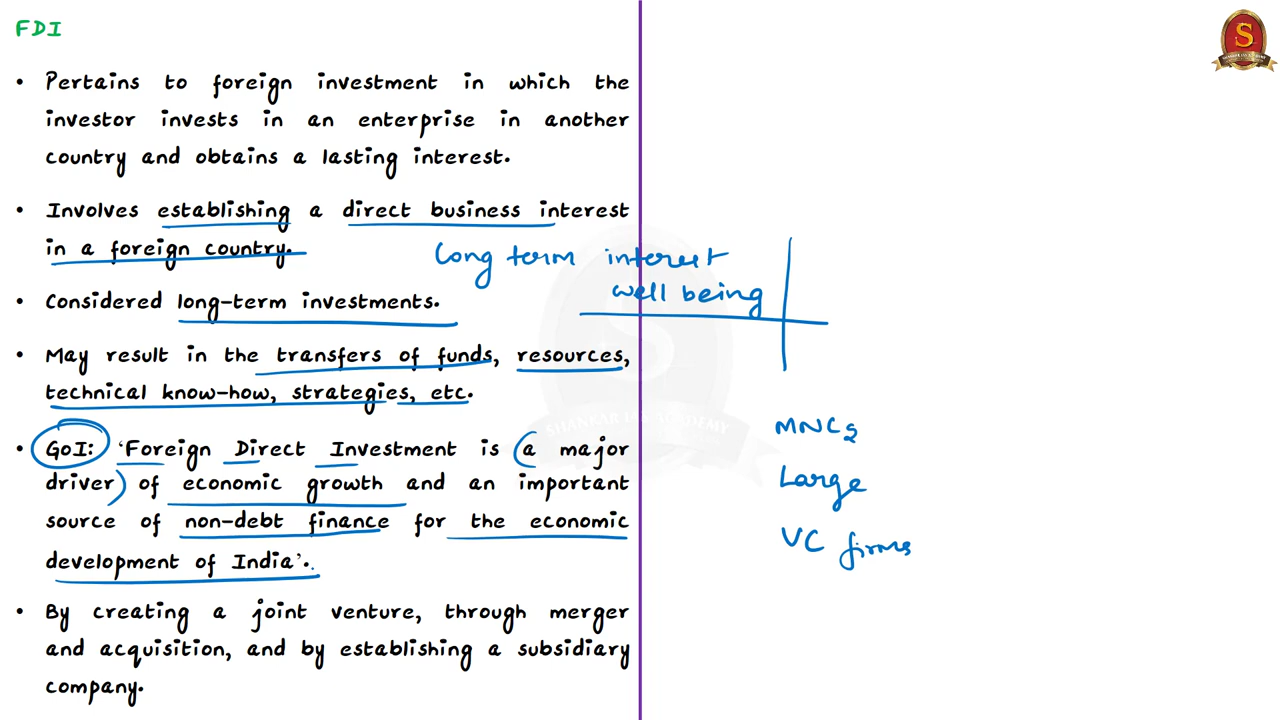 FDI
• Pertains to foreign investment in which the
investor invests in an enterprise in another
country and obtains a lasting interest.
• Involves establishing a direct business interest
in a foreign country.
Long term interest
well being
• Considered long-term investments.
• May result in the transfers of funds, resources,
technical know-how, strategies, etc.
• GoI: 'Foreign Direct Investment is a major
driver of economic growth and an important
source of non-debt finance for the economic
development of India'.
• By creating a joint venture, through merger
and acquisition, and by establishing a subsidiary
company.
MNCs
Large
VC firms
S
SHANKAR IAS ACADEMY